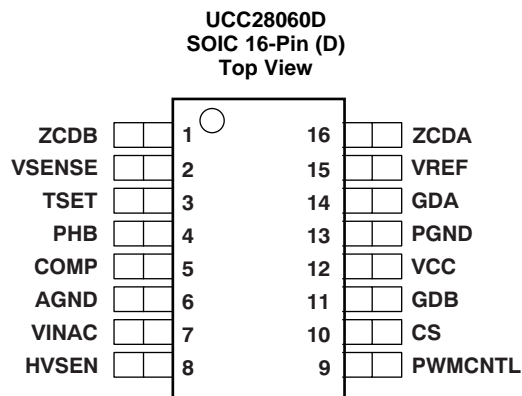 UCC28060D
SOIC 16-Pin (D)
Top View
ZCDB 1 16 ZCDA
VSENSE 2 15 VREF
TSET 3 14 GDA
PHB 4 13 PGND
COMP 5 12 VCC
AGND 6 11 GDB
VINAC 7 10 CS
HVSEN 8 9 PWMCNTL